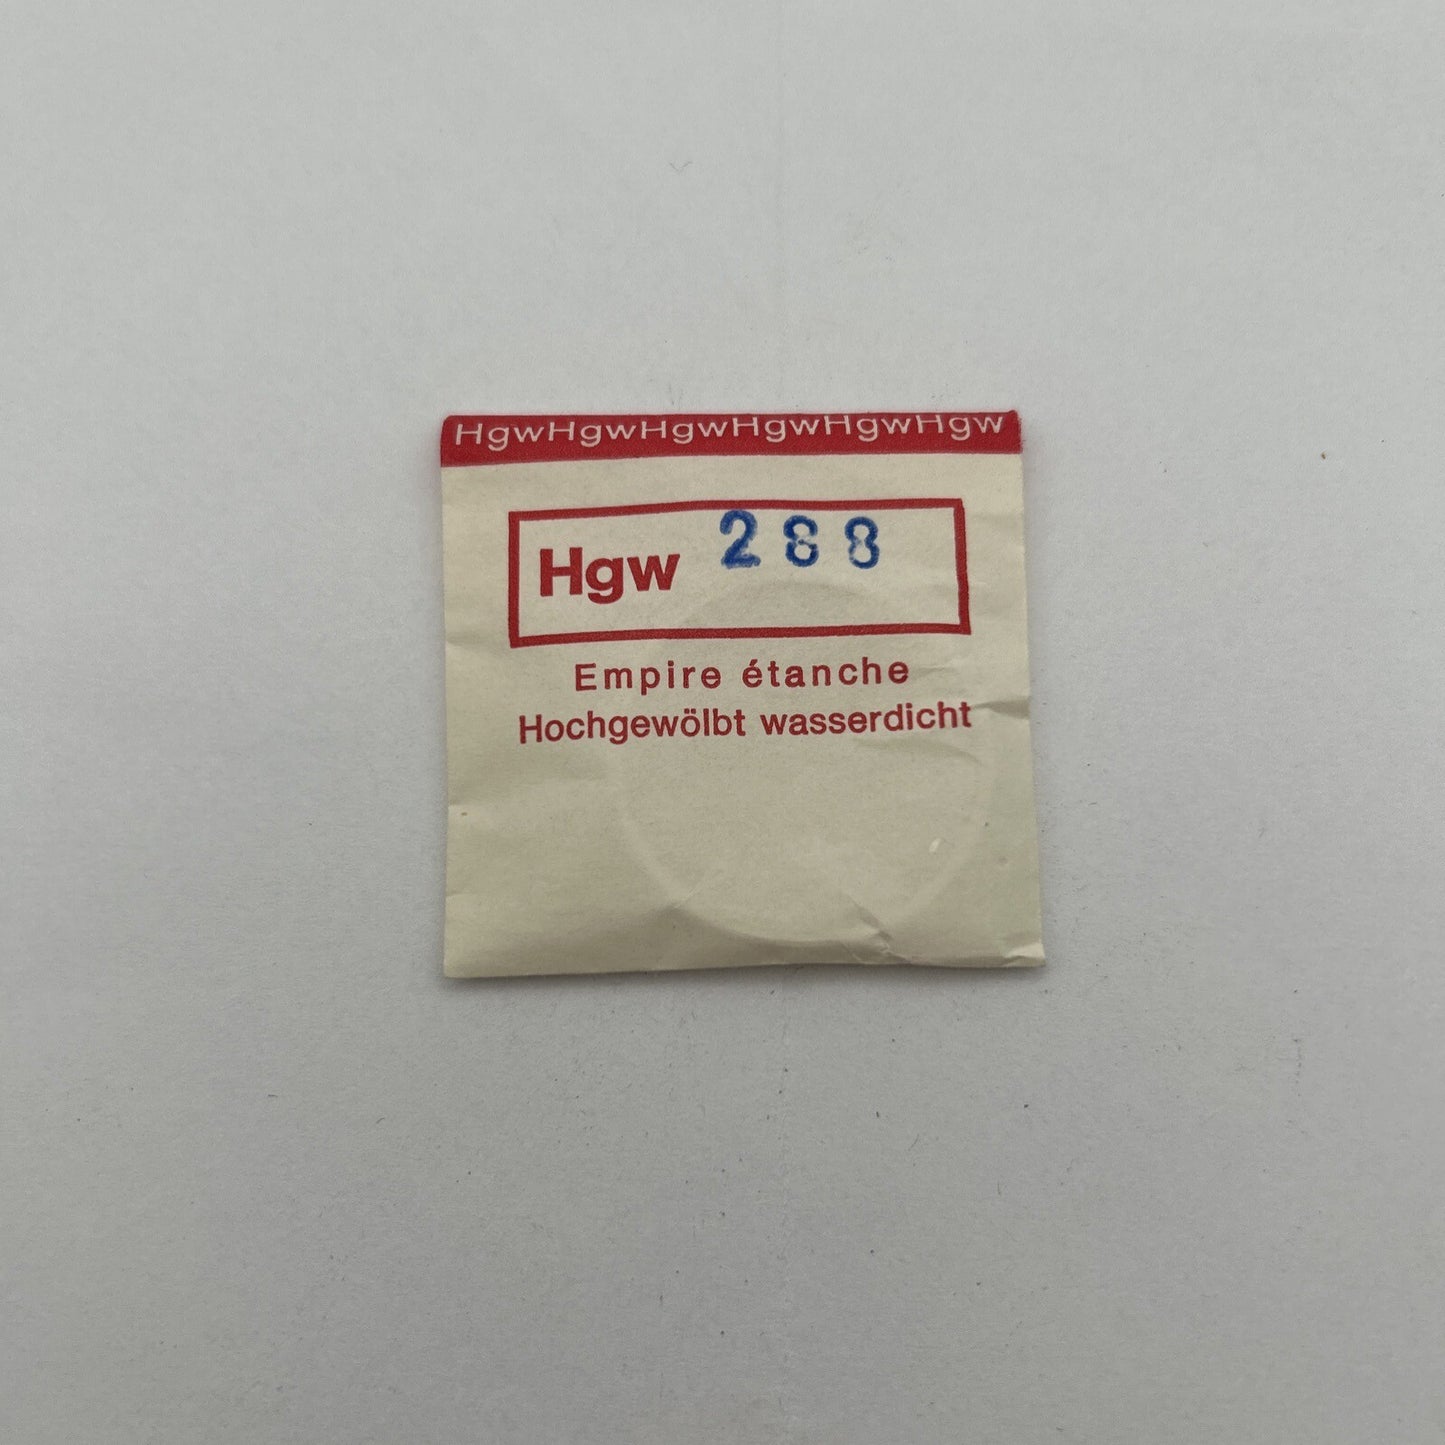 HgwHgwHgwHgwHgwHgw
Hgw 288
Empire étanche
Hochgewölbt wasserdicht